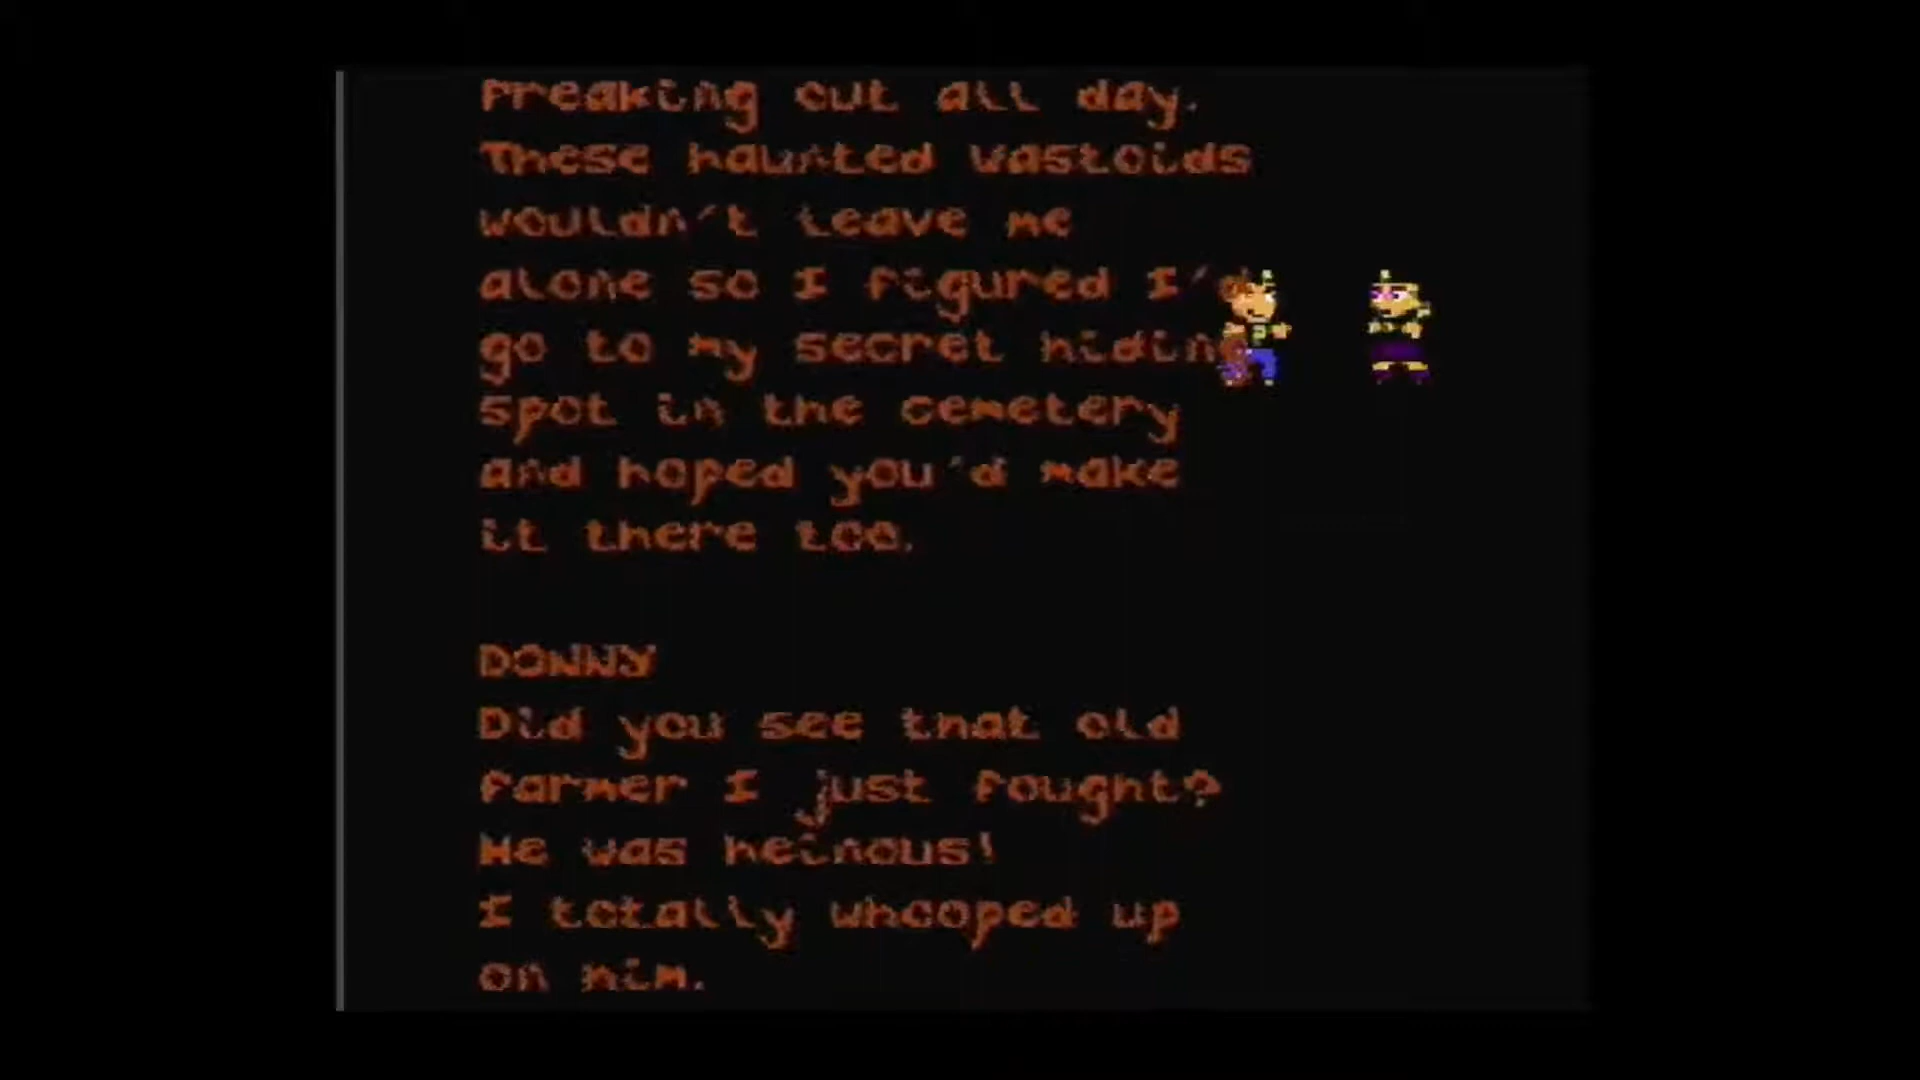 Freaking out all day.
These haunted wastoids
wouldn't leave me
alone so I figured I'd
go to my secret hiding
spot in the cemetery
and hoped you'd make
it there too.
DONNY
Did you see that old
farmer I just fought?
He was heinous!
I totally whooped up
on him.